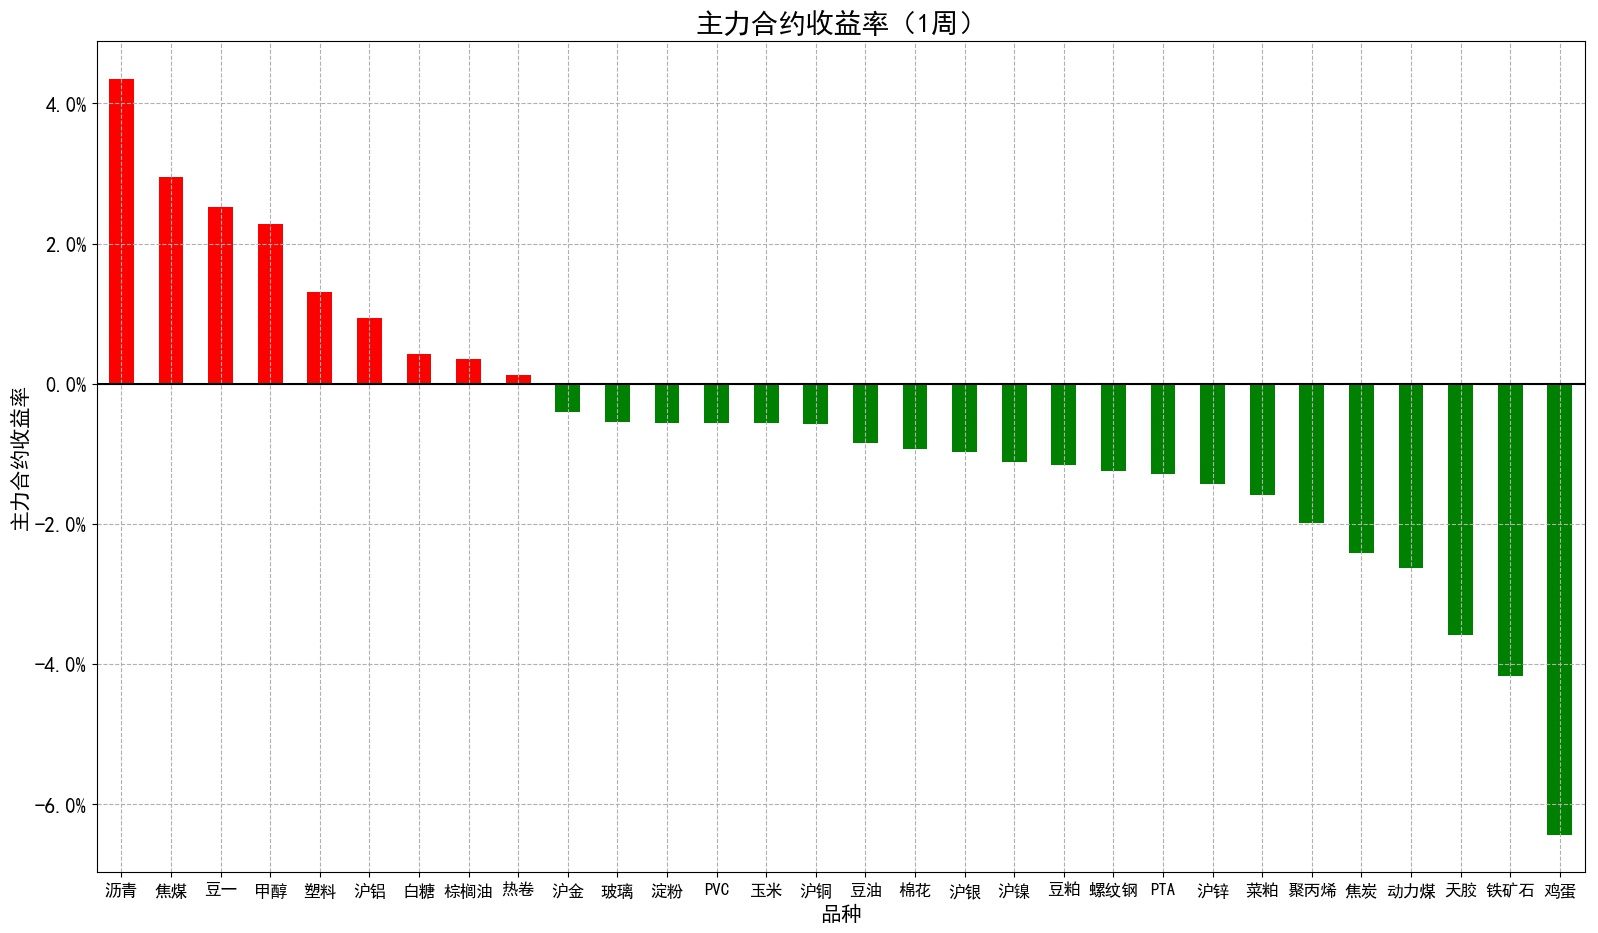 主力合约收益率（1周）
主力合约收益率
4.0%
2.0%
0.0%
-2.0%
-4.0%
-6.0%
沥青 焦煤 豆一 甲醇 塑料 沪铝 白糖 棕榈油 热卷 沪金 玻璃 淀粉 PVC 玉米 沪铜 豆油 棉花 沪银 沪镍 豆粕 螺纹钢 PTA 沪锌 菜粕 聚丙烯 焦炭 动力煤 天胶 铁矿石 鸡蛋
品种